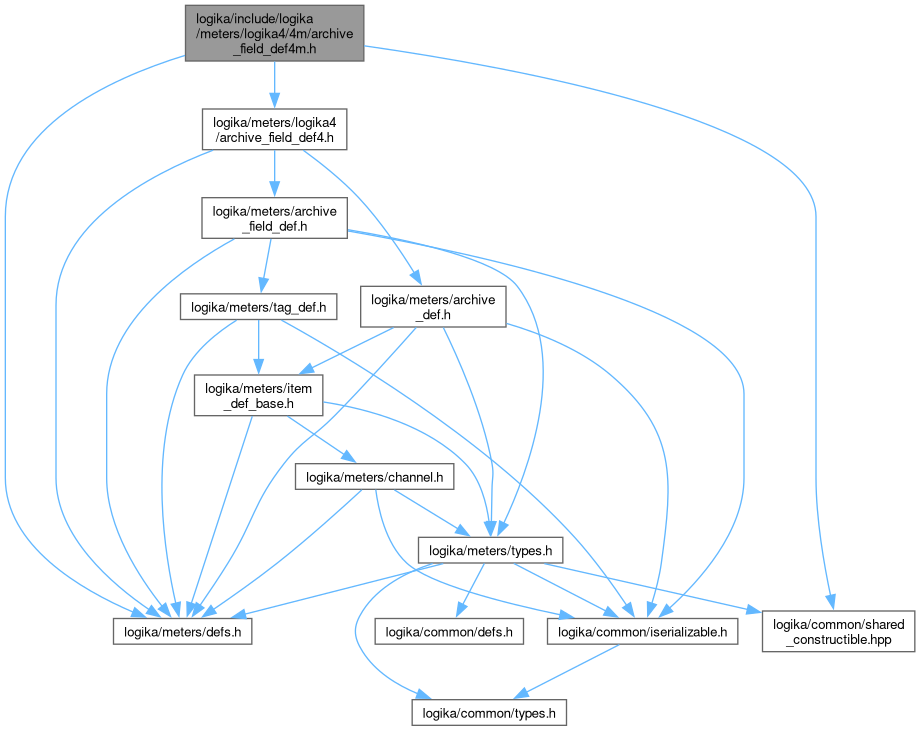 logika/include/logika
/meters/logika4/4m/archive
_field_def4m.h
logika/meters/logika4
/archive_field_def4.h
logika/meters/archive
_field_def.h
logika/meters/tag_def.h
logika/meters/archive
_def.h
logika/meters/item
_def_base.h
logika/meters/channel.h
logika/meters/types.h
logika/meters/defs.h
logika/common/defs.h
logika/common/iserializable.h
logika/common/shared
_constructible.hpp
logika/common/types.h